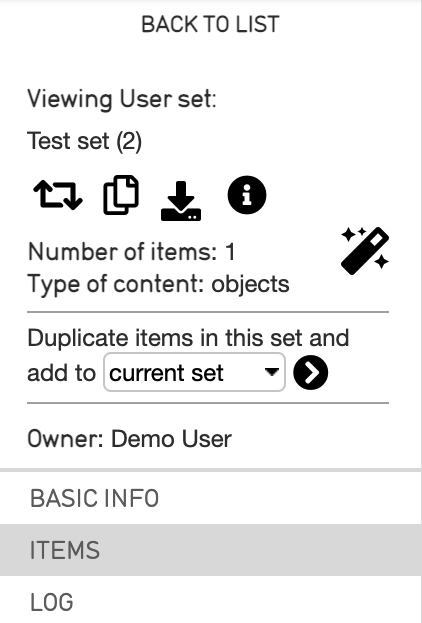 BACK TO LIST
Viewing User set:
Test set (2)
Number of items: 1
Type of content: objects
Duplicate items in this set and
add to current set
Owner: Demo User
BASIC INFO
ITEMS
LOG